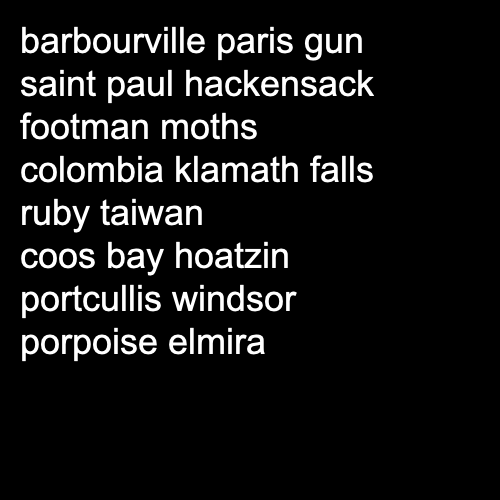 barbourville paris gun
saint paul hackensack
footman moths
colombia klamath falls
ruby taiwan
coos bay hoatzin
portcullis windsor
porpoise elmira